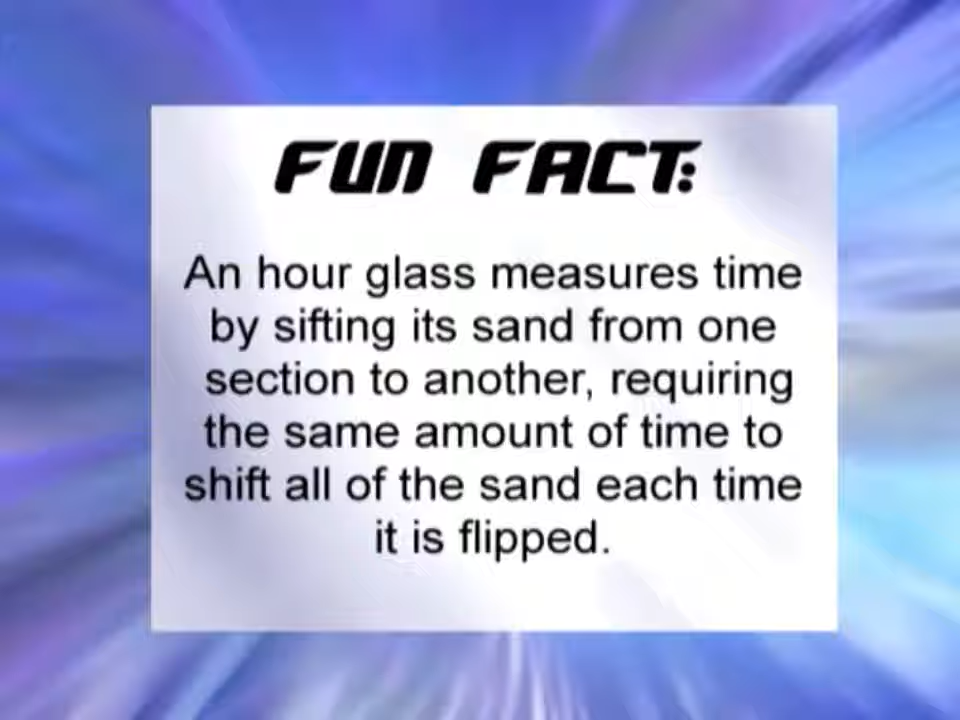 FUN FACT:
An hour glass measures time
by sifting its sand from one
section to another, requiring
the same amount of time to
shift all of the sand each time
it is flipped.